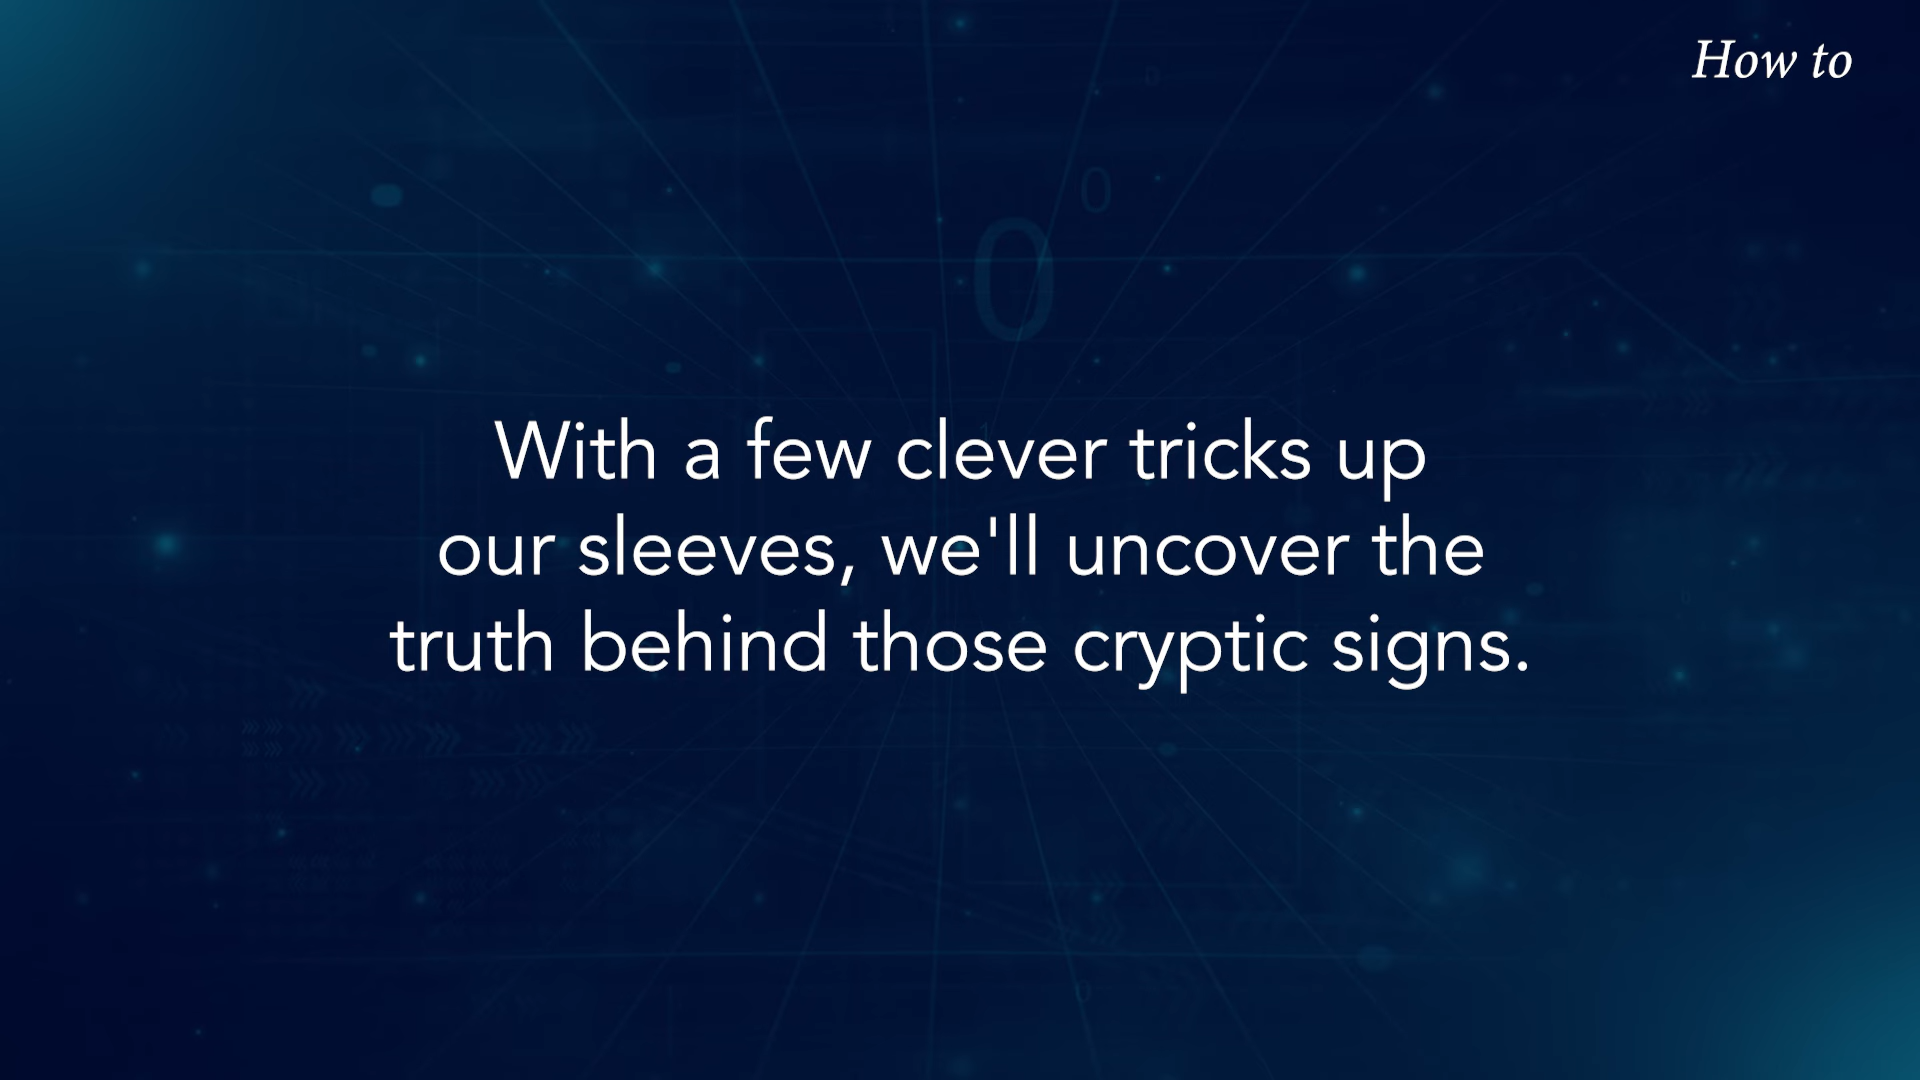 How to
With a few clever tricks up
our sleeves, we'll uncover the
truth behind those cryptic signs.